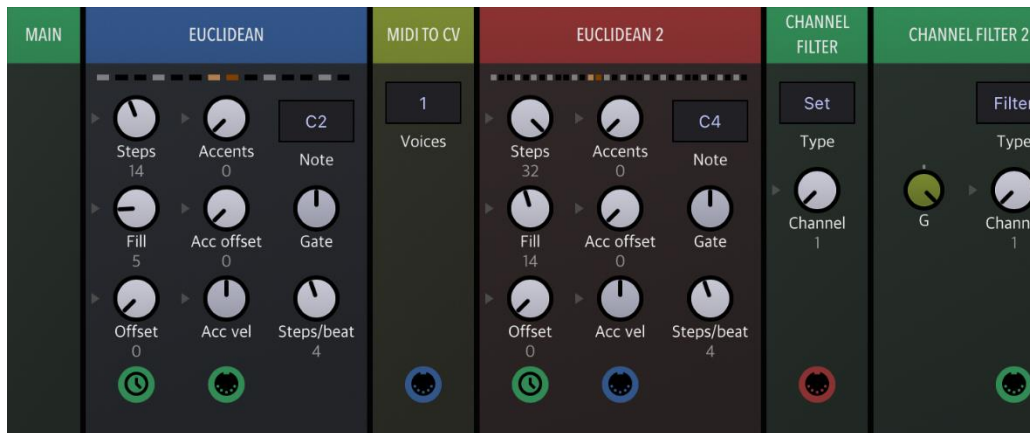 MAIN
EUCLIDEAN
MIDI TO CV
EUCLIDEAN 2
CHANNEL
FILTER
CHANNEL FILTER 2
C2
Steps
14
Accents
0
Note
Fill
5
Acc offset
0
Gate
Offset
0
Acc vel
Steps/beat
4
1
Voices
C4
Steps
32
Accents
0
Note
Fill
14
Acc offset
0
Gate
Offset
0
Acc vel
Steps/beat
4
Set
Type
Channel
1
Filter
Type
G
Chann
1